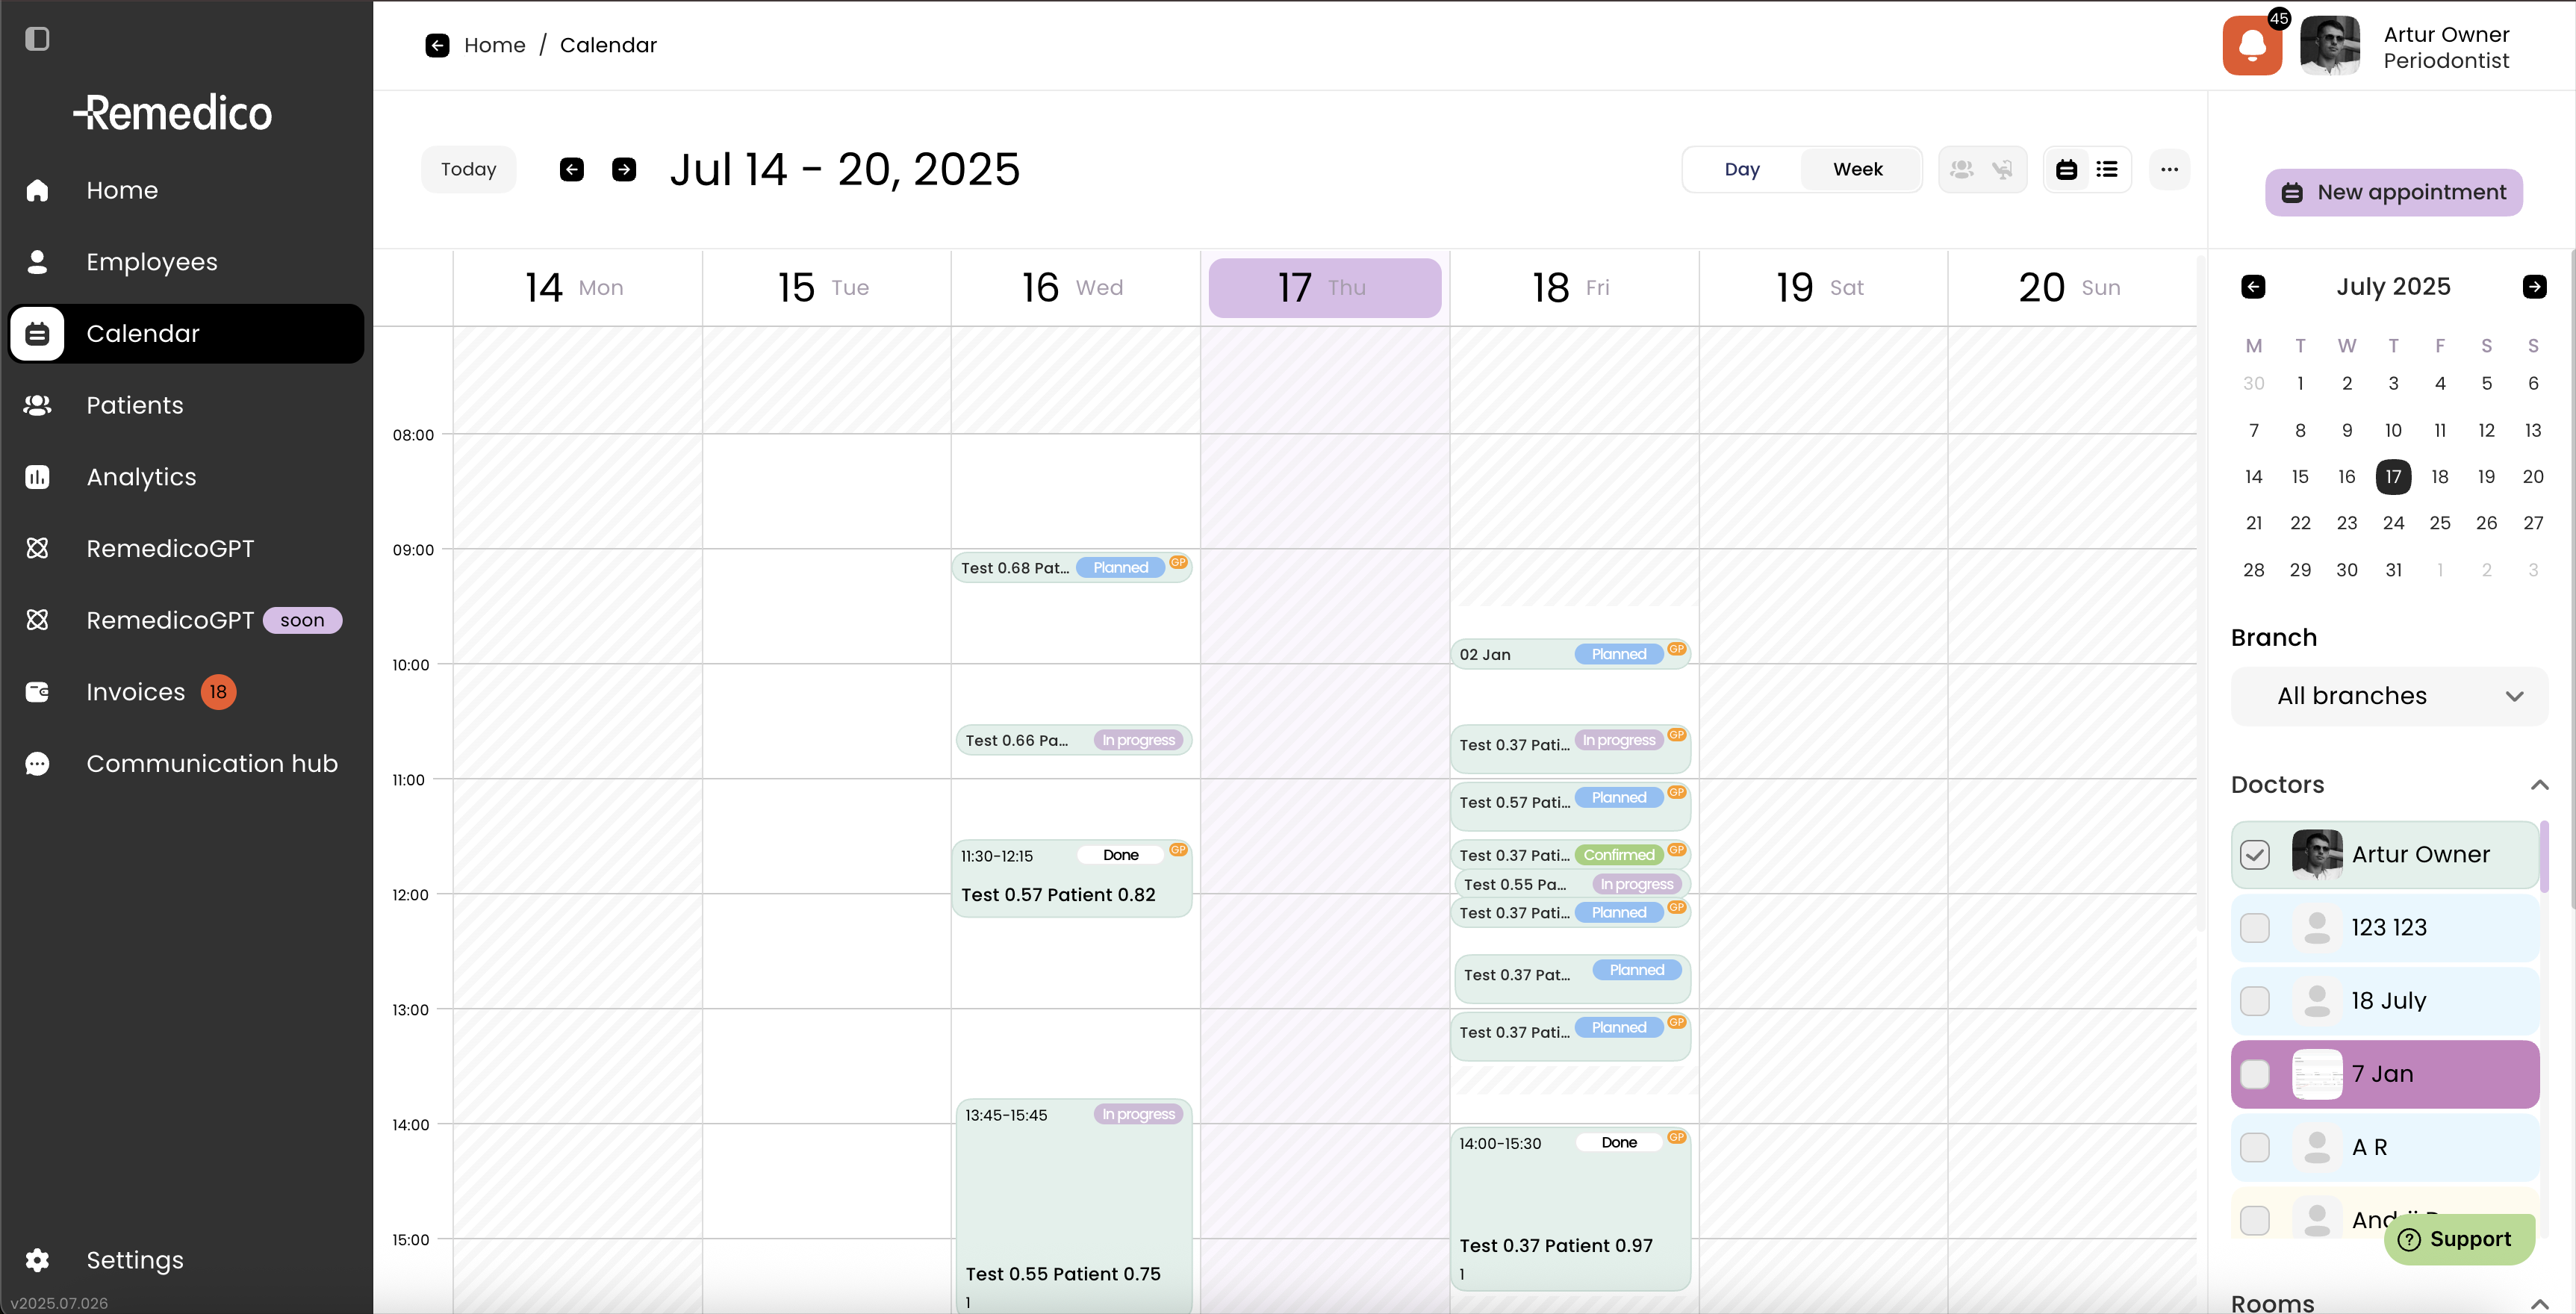 Remedico
Home
Employees
Calendar
Patients
Analytics
RemedicoGPT
RemedicoGPT soon
Invoices 18
Communication hub
Settings
v2025.07.026
Home / Calendar
45
Artur Owner
Periodontist
Today
Jul 14 - 20, 2025
Day Week
...
New appointment
14 Mon 15 Tue 16 Wed 17 Thu 18 Fri 19 Sat 20 Sun
08:00
09:00
10:00
11:00
12:00
13:00
14:00
15:00
Test 0.68 Pat... Planned GP
Test 0.66 Pa... In progress
11:30-12:15 Done GP
Test 0.57 Patient 0.82
13:45-15:45 In progress
Test 0.55 Patient 0.75
1
02 Jan Planned GP
Test 0.37 Pati... In progress GP
Test 0.57 Pati... Planned GP
Test 0.37 Pati... Confirmed GP
Test 0.55 Pa... In progress
Test 0.37 Pati... Planned GP
Test 0.37 Pat... Planned
Test 0.37 Pati... Planned GP
14:00-15:30 Done GP
Test 0.37 Patient 0.97
1
July 2025
M T W T F S S
30 1 2 3 4 5 6
7 8 9 10 11 12 13
14 15 16 17 18 19 20
21 22 23 24 25 26 27
28 29 30 31 1 2 3
Branch
All branches
Doctors
Artur Owner
123 123
18 July
7 Jan
A R
Support
Rooms